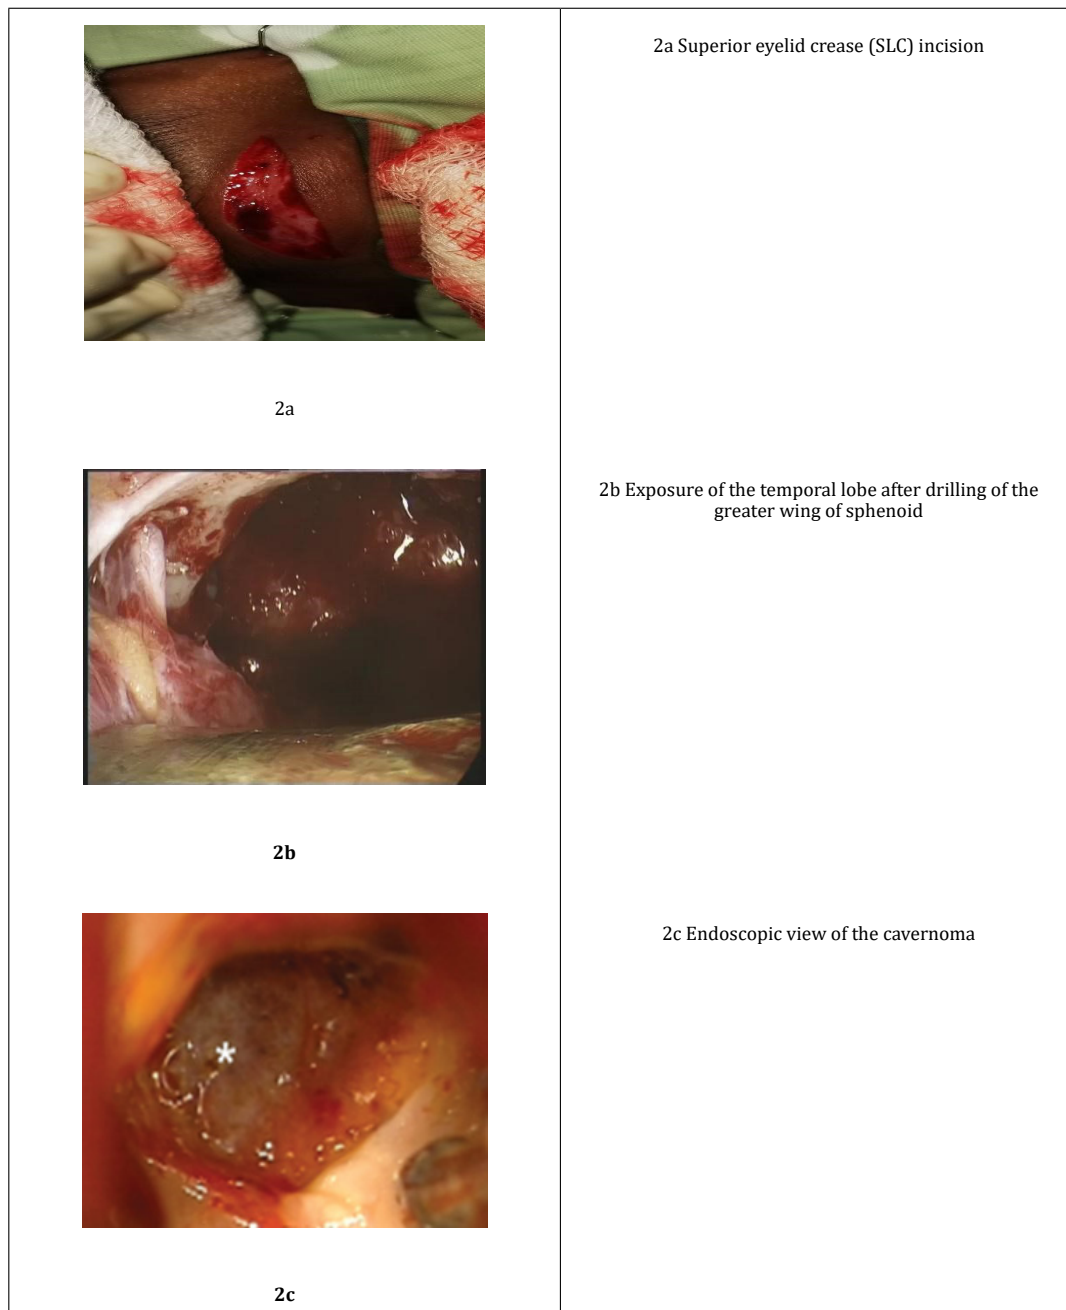 2a Superior eyelid crease (SLC) incision
2a
2b Exposure of the temporal lobe after drilling of the
greater wing of sphenoid
2b
2c Endoscopic view of the cavernoma
*
2c